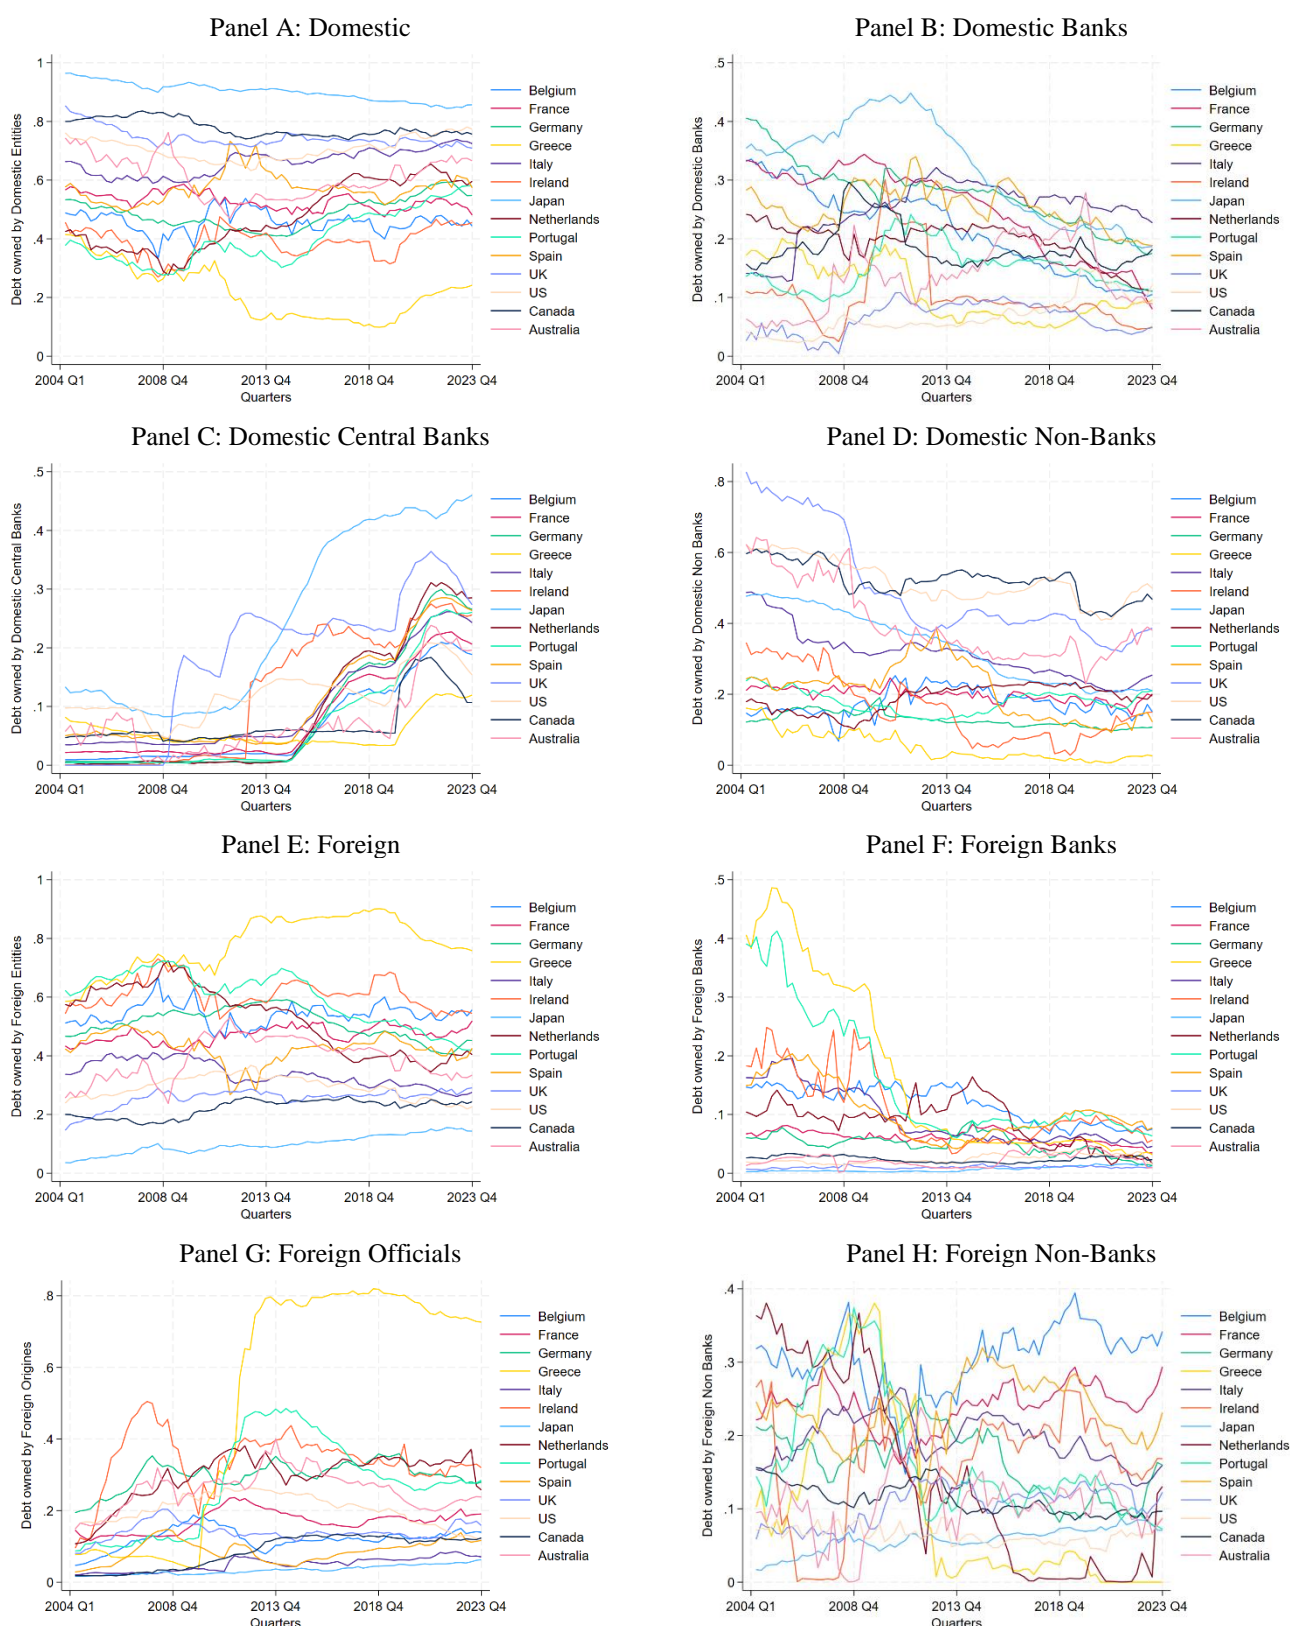 Panel A: Domestic
Debt owned by Domestic Entities
1
.8
.6
.4
.2
0
2004 Q1 2008 Q4 2013 Q4 2018 Q4 2023 Q4
Quarters
Belgium
France
Germany
Greece
Italy
Ireland
Japan
Netherlands
Portugal
Spain
UK
US
Canada
Australia
Panel B: Domestic Banks
Debt owned by Domestic Banks
.5
.4
.3
.2
.1
0
2004 Q1 2008 Q4 2013 Q4 2018 Q4 2023 Q4
Quarters
Belgium
France
Germany
Greece
Italy
Ireland
Japan
Netherlands
Portugal
Spain
UK
US
Canada
Australia
Panel C: Domestic Central Banks
Debt owned by Domestic Central Banks
.5
.4
.3
.2
.1
0
2004 Q1 2008 Q4 2013 Q4 2018 Q4 2023 Q4
Quarters
Belgium
France
Germany
Greece
Italy
Ireland
Japan
Netherlands
Portugal
Spain
UK
US
Canada
Australia
Panel D: Domestic Non-Banks
Debt owned by Domestic Non Banks
.8
.6
.4
.2
0
2004 Q1 2008 Q4 2013 Q4 2018 Q4 2023 Q4
Quarters
Belgium
France
Germany
Greece
Italy
Ireland
Japan
Netherlands
Portugal
Spain
UK
US
Canada
Australia
Panel E: Foreign
Debt owned by Foreign Entities
1
.8
.6
.4
.2
0
2004 Q1 2008 Q4 2013 Q4 2018 Q4 2023 Q4
Quarters
Belgium
France
Germany
Greece
Italy
Ireland
Japan
Netherlands
Portugal
Spain
UK
US
Canada
Australia
Panel F: Foreign Banks
Debt owned by Foreign Banks
.5
.4
.3
.2
.1
0
2004 Q1 2008 Q4 2013 Q4 2018 Q4 2023 Q4
Quarters
Belgium
France
Germany
Greece
Italy
Ireland
Japan
Netherlands
Portugal
Spain
UK
US
Canada
Australia
Panel G: Foreign Officials
Debt owned by Foreign Origines
.8
.6
.4
.2
0
2004 Q1 2008 Q4 2013 Q4 2018 Q4 2023 Q4
Quarters
Belgium
France
Germany
Greece
Italy
Ireland
Japan
Netherlands
Portugal
Spain
UK
US
Canada
Australia
Panel H: Foreign Non-Banks
Debt owned by Foreign Non Banks
.4
.3
.2
.1
0
2004 Q1 2008 Q4 2013 Q4 2018 Q4 2023 Q4
Quarters
Belgium
France
Germany
Greece
Italy
Ireland
Japan
Netherlands
Portugal
Spain
UK
US
Canada
Australia